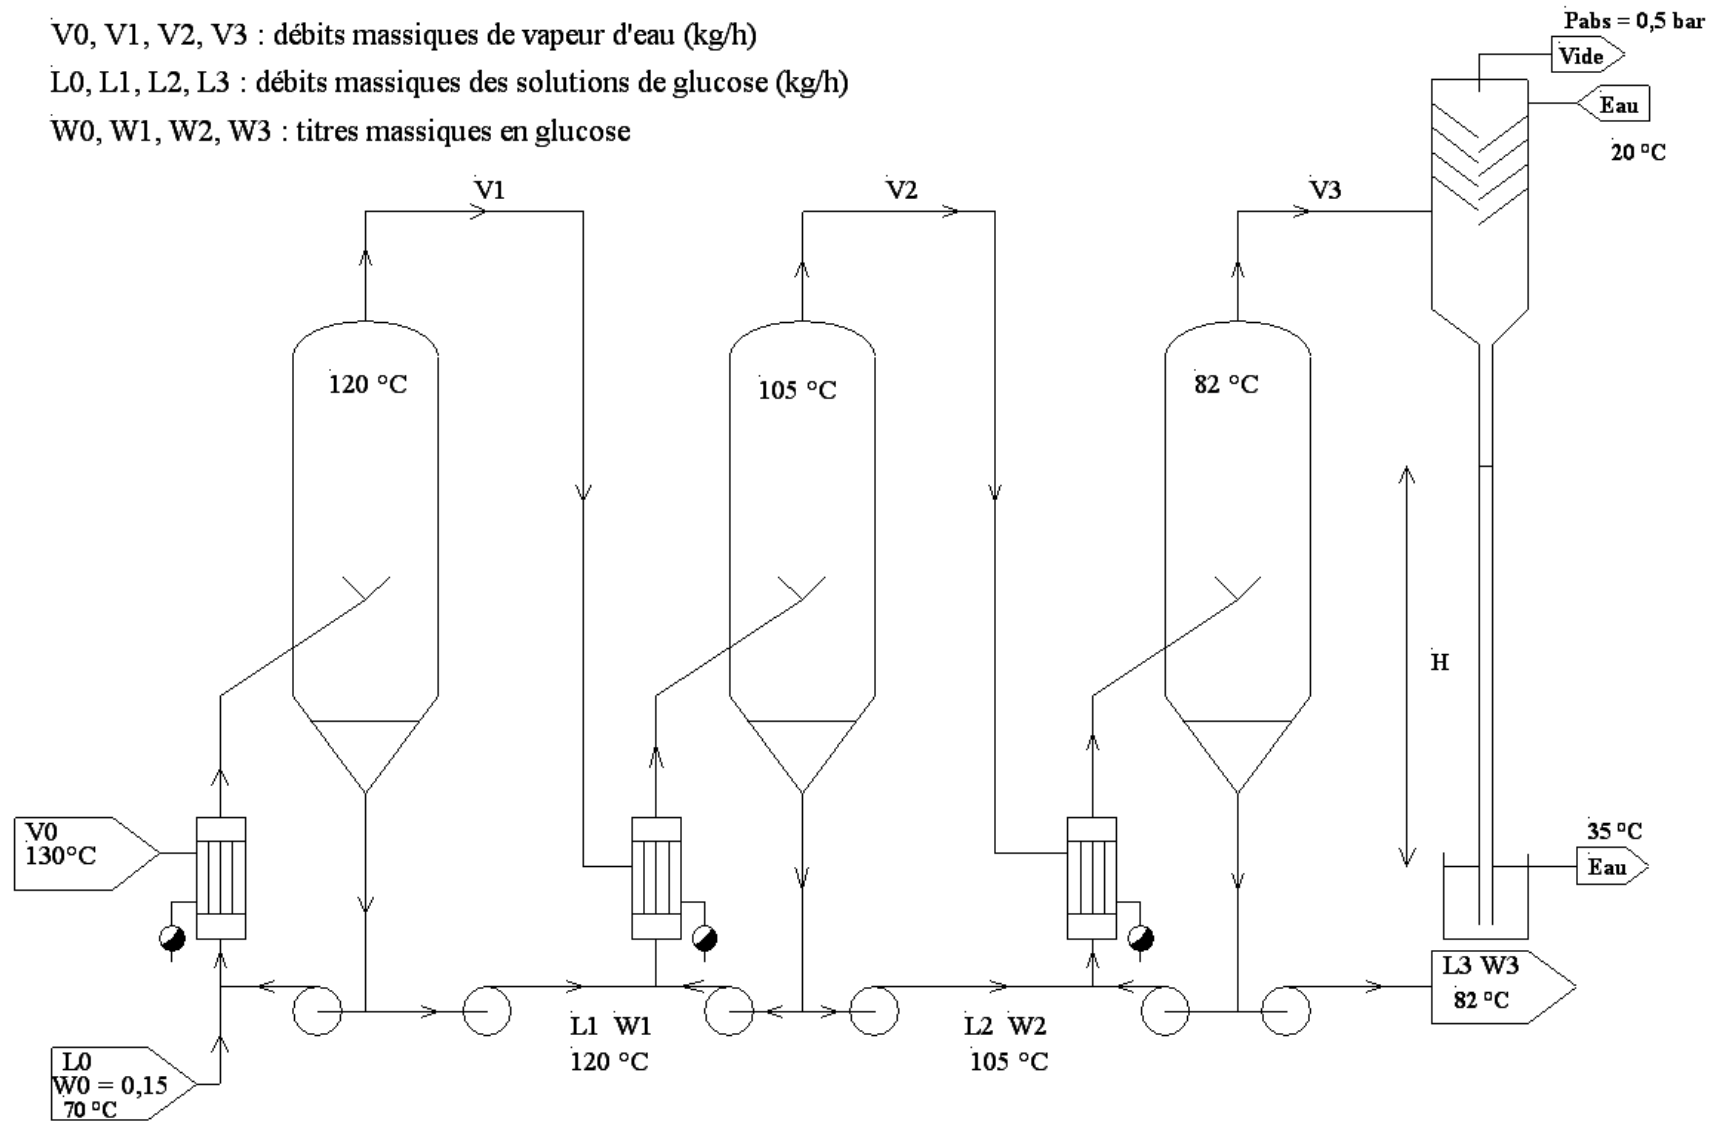 V0, V1, V2, V3 : débits massiques de vapeur d'eau (kg/h)
L0, L1, L2, L3 : débits massiques des solutions de glucose (kg/h)
W0, W1, W2, W3 : titres massiques en glucose
Pabs = 0,5 bar
Vide
Eau
20 °C
V1
V2
V3
120 °C
105 °C
82 °C
H
V0
130°C
35 °C
Eau
L1 W1
120 °C
L2 W2
105 °C
L3 W3
82 °C
L0
W0 = 0,15
70 °C